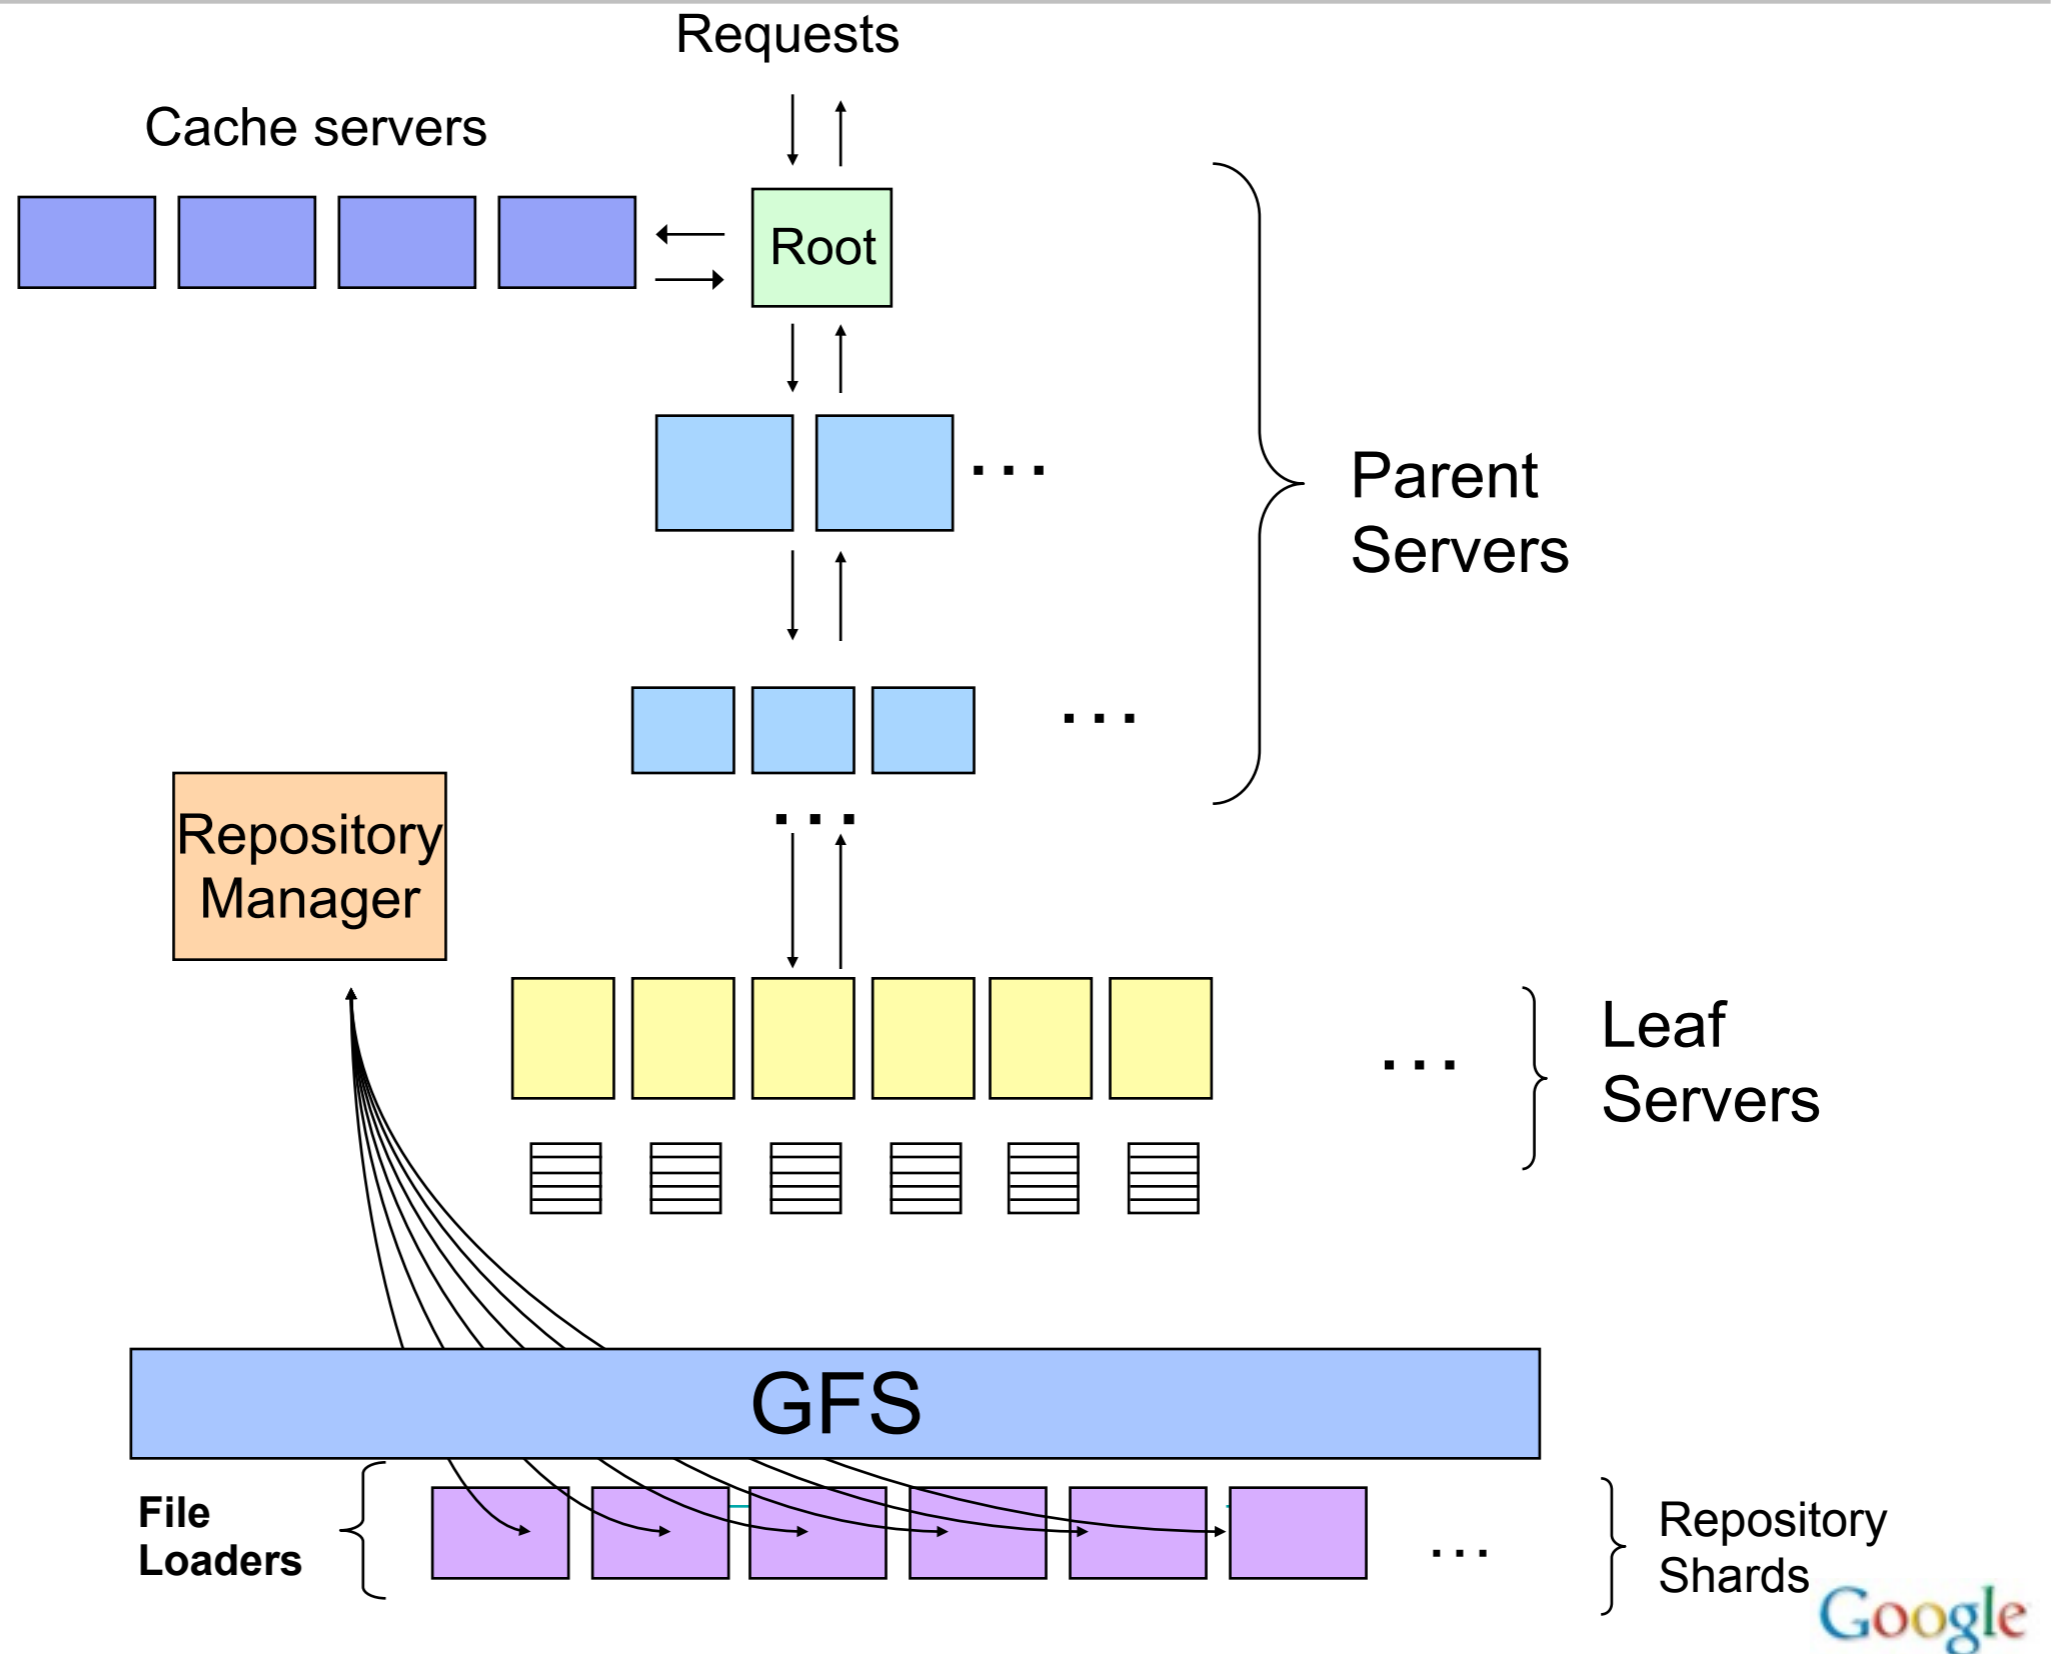 Requests
Cache servers
Root
...
Parent
Servers
...
...
Repository
Manager
Leaf
Servers
...
GFS
File
Loaders
...
Repository
Shards
Google